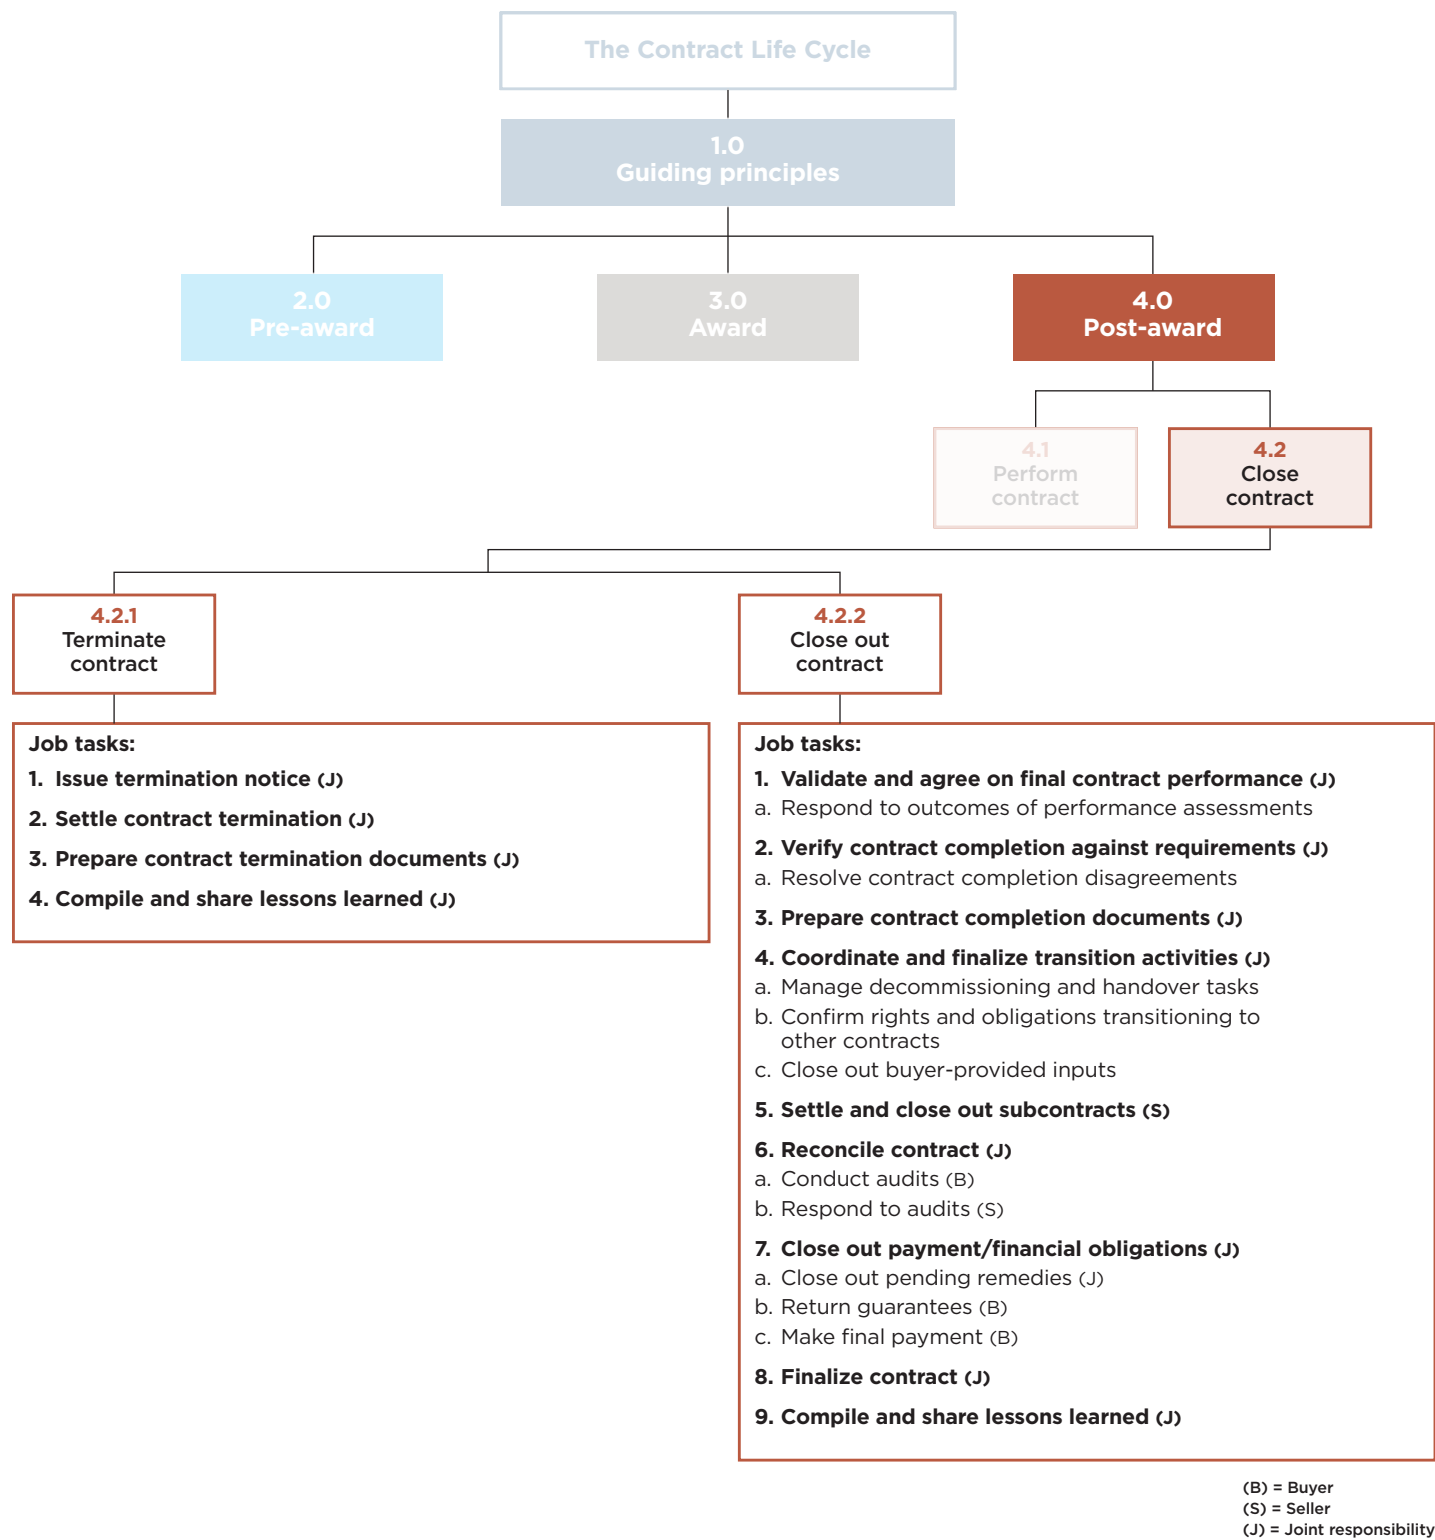 The Contract Life Cycle
1.0
Guiding principles
2.0
Pre-award
3.0
Award
4.0
Post-award
4.1
Perform
contract
4.2
Close
contract
4.2.1
Terminate
contract
4.2.2
Close out
contract
Job tasks:
1. Issue termination notice (J)
2. Settle contract termination (J)
3. Prepare contract termination documents (J)
4. Compile and share lessons learned (J)
Job tasks:
1. Validate and agree on final contract performance (J)
a. Respond to outcomes of performance assessments
2. Verify contract completion against requirements (J)
a. Resolve contract completion disagreements
3. Prepare contract completion documents (J)
4. Coordinate and finalize transition activities (J)
a. Manage decommissioning and handover tasks
b. Confirm rights and obligations transitioning to
other contracts
c. Close out buyer-provided inputs
5. Settle and close out subcontracts (S)
6. Reconcile contract (J)
a. Conduct audits (B)
b. Respond to audits (S)
7. Close out payment/financial obligations (J)
a. Close out pending remedies (J)
b. Return guarantees (B)
c. Make final payment (B)
8. Finalize contract (J)
9. Compile and share lessons learned (J)
(B) = Buyer
(S) = Seller
(J) = Joint responsibility